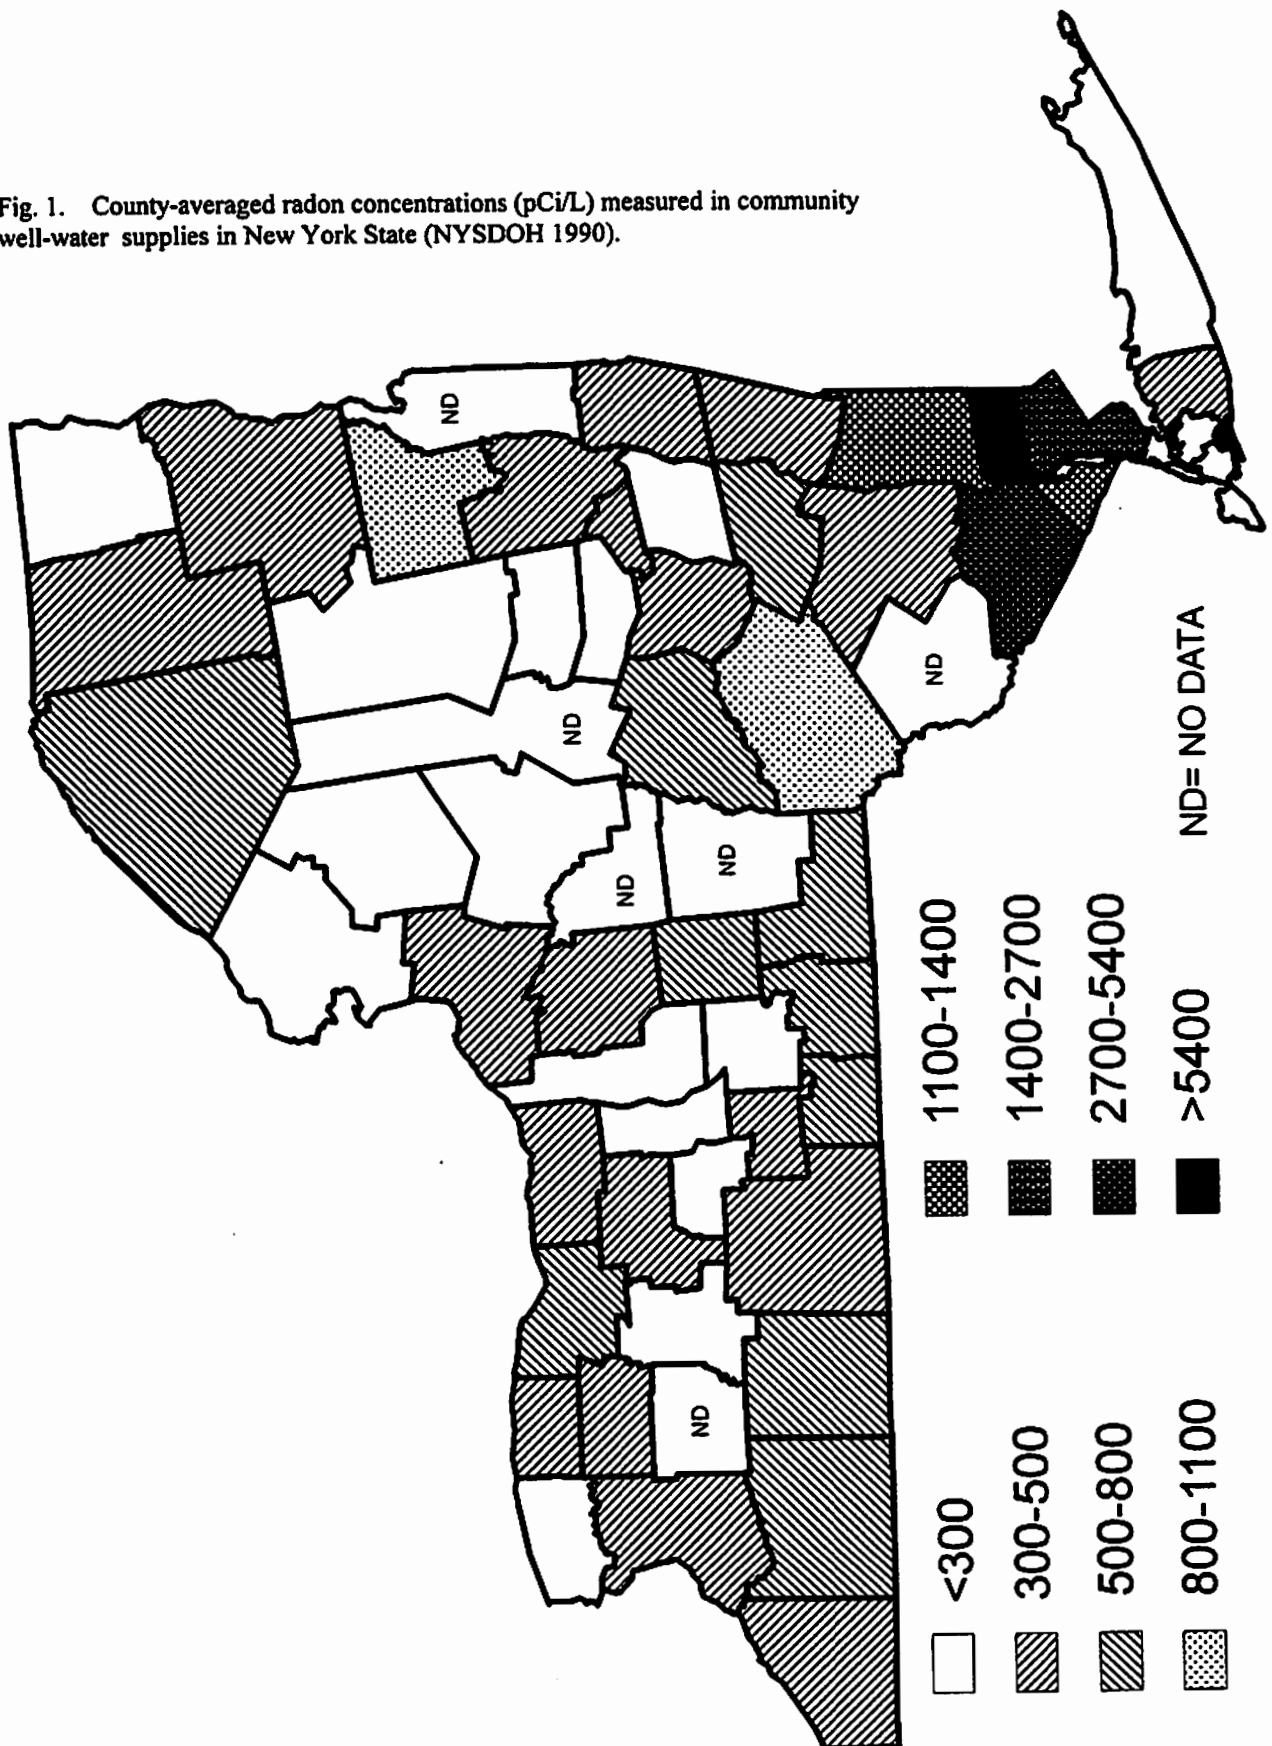 Fig. 1. County-averaged radon concentrations (pCi/L) measured in community
well-water supplies in New York State (NYSDOH 1990).
ND
ND
ND
ND
ND
ND
<300
300-500
500-800
800-1100
1100-1400
1400-2700
2700-5400
>5400
ND= NO DATA